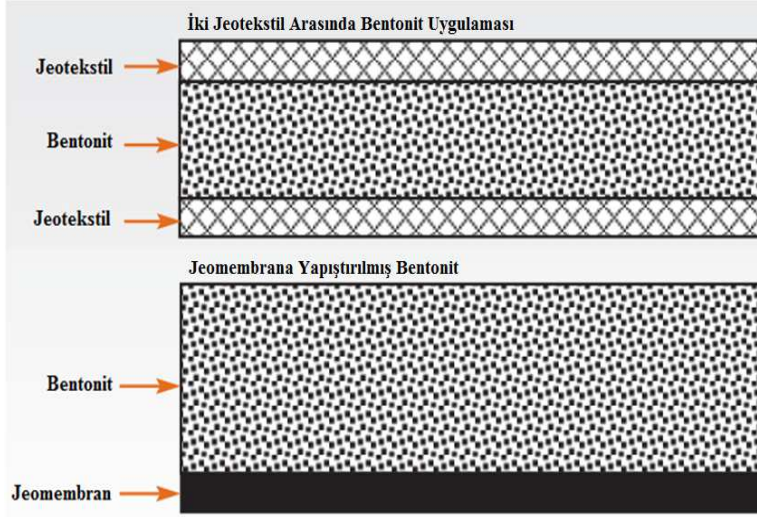 İki Jeotekstil Arasında Bentonit Uygulaması
Jeotekstil
Bentonit
Jeotekstil
Jeomembrana Yapıştırılmış Bentonit
Bentonit
Jeomembran